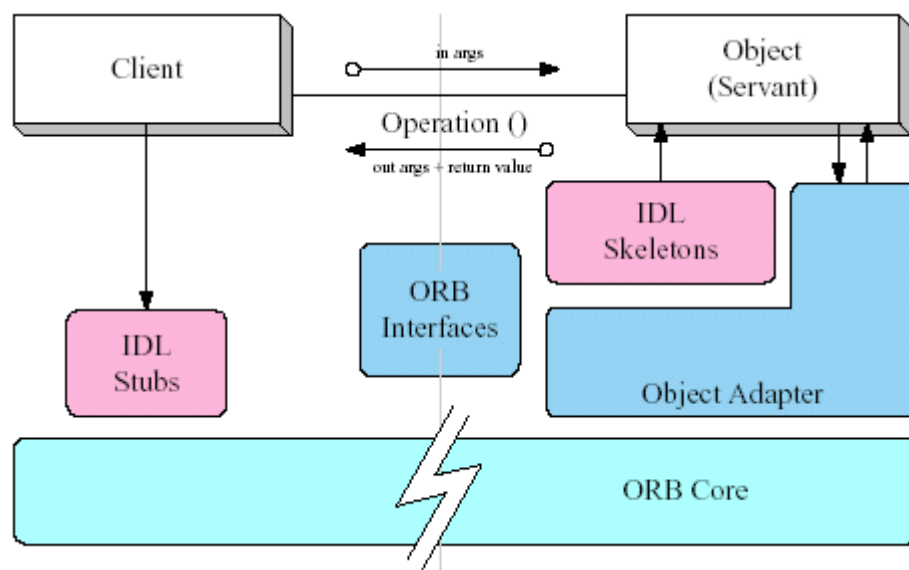 Client
in args
Object
(Servant)
Operation ()
out args + return value
IDL
Skeletons
ORB
Interfaces
IDL
Stubs
Object Adapter
ORB Core